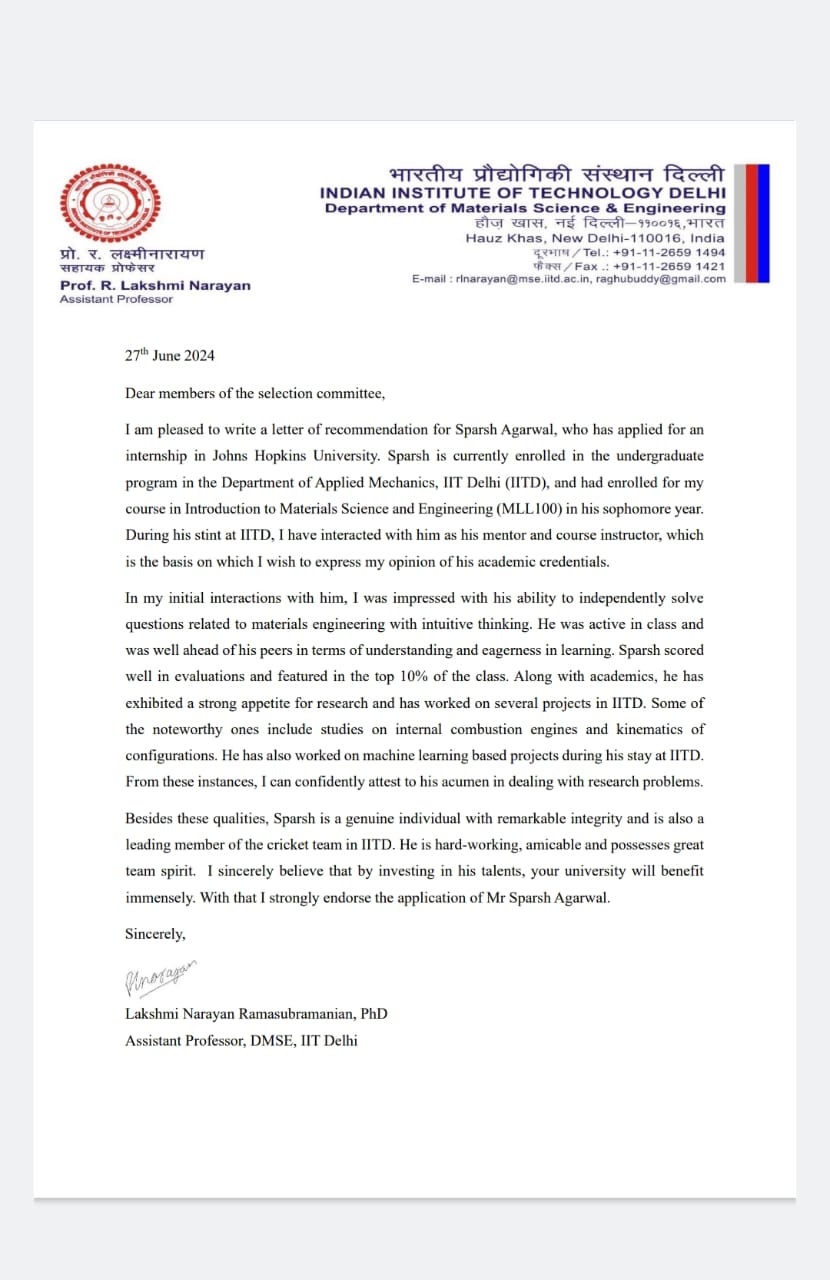 भारतीय प्रौद्योगिकी संस्थान दिल्ली
INDIAN INSTITUTE OF TECHNOLOGY DELHI
Department of Materials Science & Engineering
हौज़ खास, नई दिल्ली–११००१६,भारत
Hauz Khas, New Delhi-110016, India
दूरभाष / Tel.: +91-11-2659 1494
फैक्स / Fax .: +91-11-2659 1421
E-mail : rlnarayan@mse.iitd.ac.in, raghubuddy@gmail.com
प्रो. र. लक्ष्मीनारायण
सहायक प्रोफेसर
Prof. R. Lakshmi Narayan
Assistant Professor
27th June 2024
Dear members of the selection committee,
I am pleased to write a letter of recommendation for Sparsh Agarwal, who has applied for an
internship in Johns Hopkins University. Sparsh is currently enrolled in the undergraduate
program in the Department of Applied Mechanics, IIT Delhi (IITD), and had enrolled for my
course in Introduction to Materials Science and Engineering (MLL100) in his sophomore year.
During his stint at IITD, I have interacted with him as his mentor and course instructor, which
is the basis on which I wish to express my opinion of his academic credentials.
In my initial interactions with him, I was impressed with his ability to independently solve
questions related to materials engineering with intuitive thinking. He was active in class and
was well ahead of his peers in terms of understanding and eagerness in learning. Sparsh scored
well in evaluations and featured in the top 10% of the class. Along with academics, he has
exhibited a strong appetite for research and has worked on several projects in IITD. Some of
the noteworthy ones include studies on internal combustion engines and kinematics of
configurations. He has also worked on machine learning based projects during his stay at IITD.
From these instances, I can confidently attest to his acumen in dealing with research problems.
Besides these qualities, Sparsh is a genuine individual with remarkable integrity and is also a
leading member of the cricket team in IITD. He is hard-working, amicable and possesses great
team spirit. I sincerely believe that by investing in his talents, your university will benefit
immensely. With that I strongly endorse the application of Mr Sparsh Agarwal.
Sincerely,
Lakshmi Narayan Ramasubramanian, PhD
Assistant Professor, DMSE, IIT Delhi